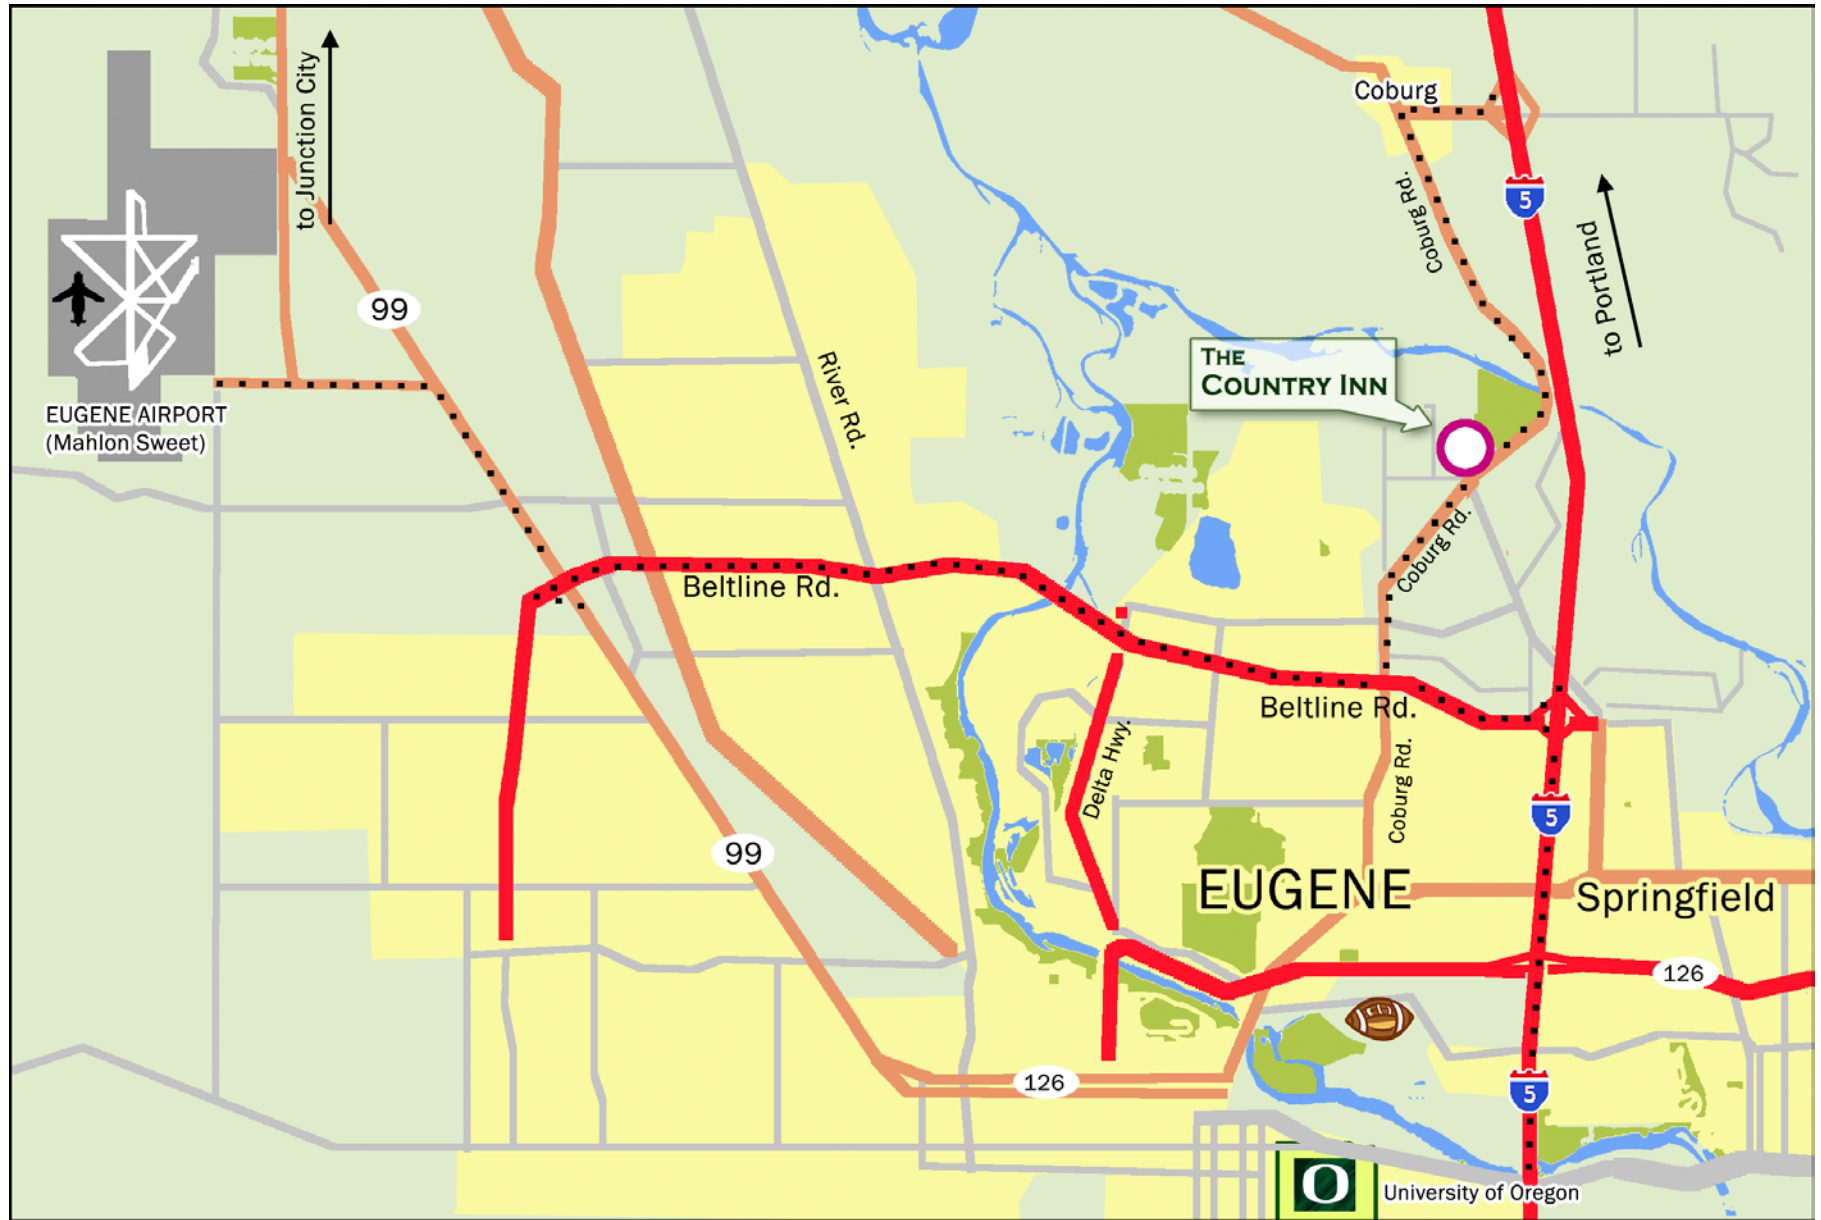 to Junction City
Coburg
5
Coburg Rd.
to Portland
99
THE
COUNTRY INN
River Rd.
EUGENE AIRPORT
(Mahlon Sweet)
Coburg Rd.
Beltline Rd.
Beltline Rd.
Delta Hwy.
Coburg Rd.
5
99
EUGENE
Springfield
126
126
5
O
University of Oregon